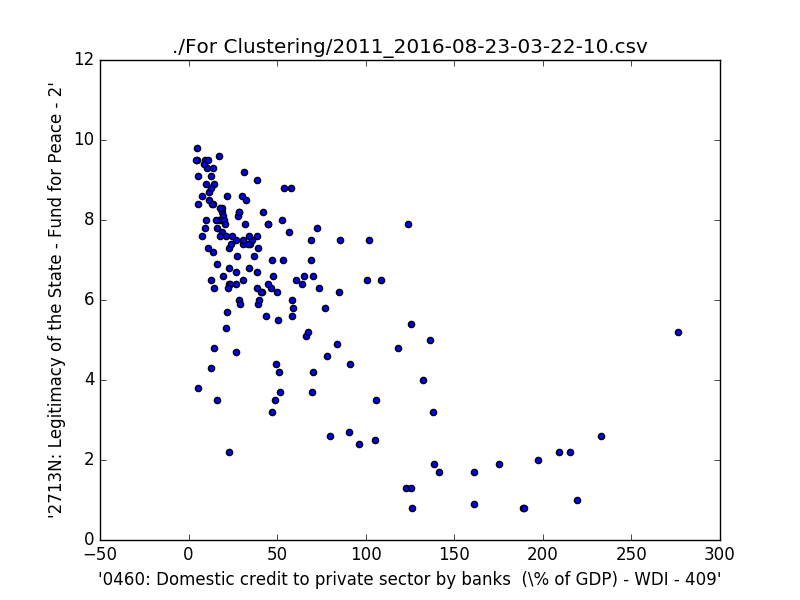 ./For Clustering/2011_2016-08-23-03-22-10.csv
12
10
8
6
4
2
0
'2713N: Legitimacy of the State - Fund for Peace - 2'
−50 0 50 100 150 200 250 300
'0460: Domestic credit to private sector by banks  (\% of GDP) - WDI - 409'